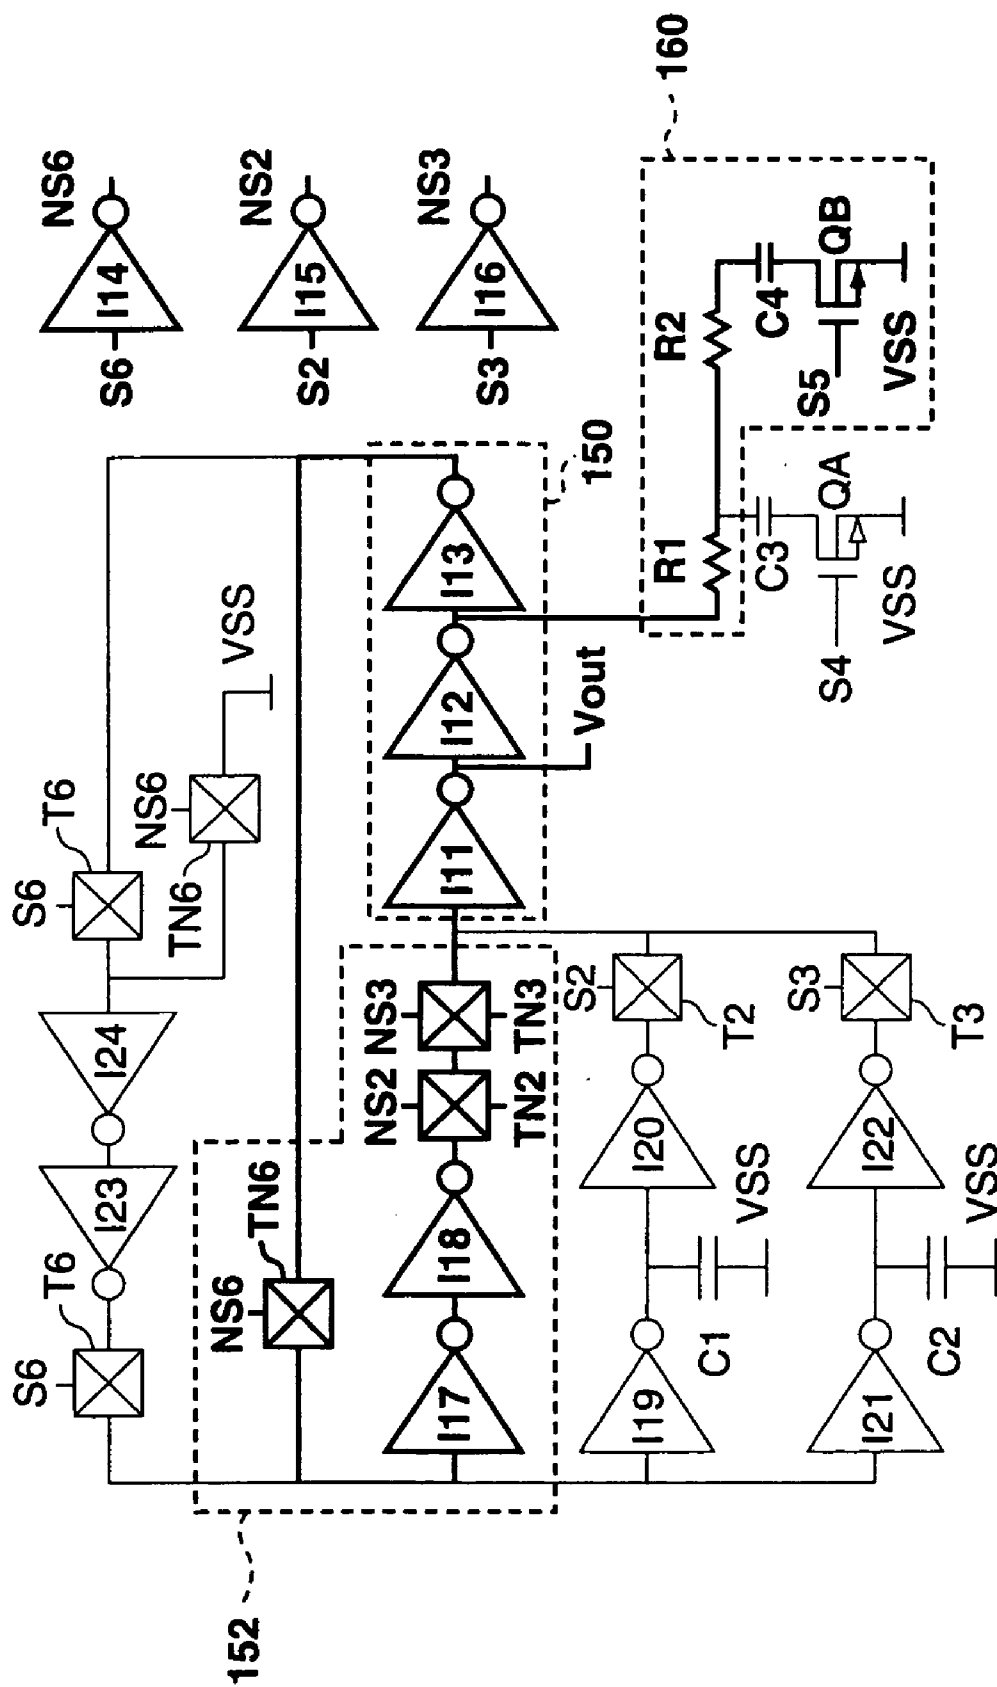 S6
S6
T6
T6
NS6
I23
I24
S6
I14
NS6
TN6
NS6
VSS
152
TN6
NS2
S2
I15
NS2
NS3
NS3
I17
I18
I11
I12
I13
S3
I16
TN2
TN3
S2
Vout
150
I19
I20
R1
R2
160
C1
T2
VSS
C3
C4
S3
S5
S4
QA
QB
I21
I22
VSS
VSS
C2
T3
VSS